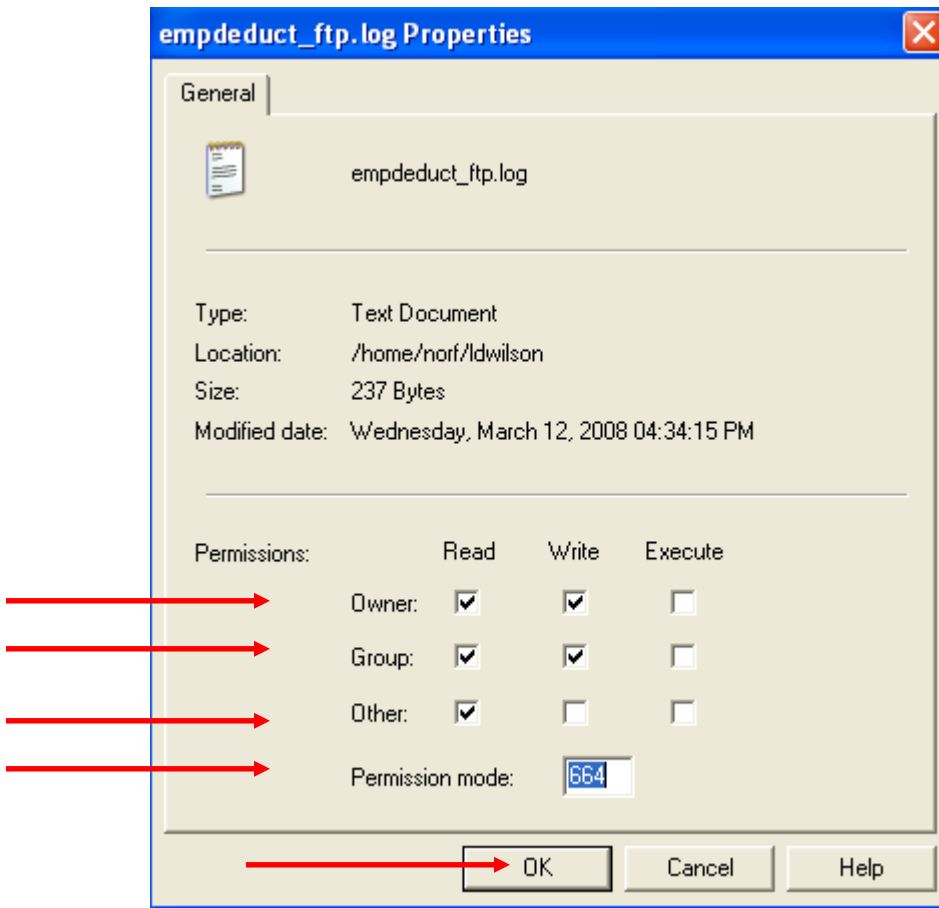 empdeduct_ftp.log Properties
General
empdeduct_ftp.log
Type: Text Document
Location: /home/norf/ldwilson
Size: 237 Bytes
Modified date: Wednesday, March 12, 2008 04:34:15 PM
Permissions: Read Write Execute
Owner:
Group:
Other:
Permission mode: 664
OK Cancel Help